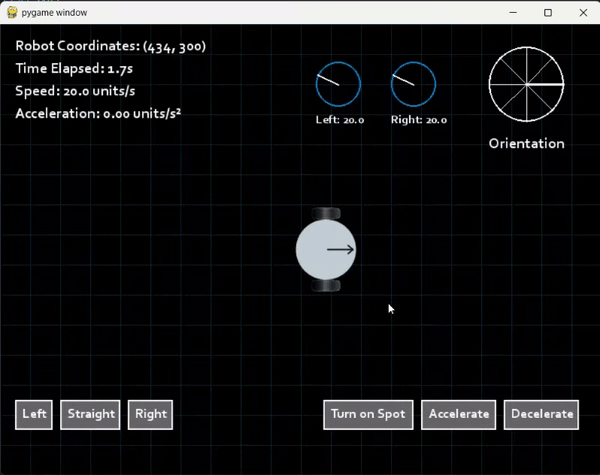 pygame window
Robot Coordinates: (434, 300)
Time Elapsed: 1.7s
Speed: 20.0 units/s
Acceleration: 0.00 units/s²
Left: 20.0 Right: 20.0
Orientation
Left Straight Right Turn on Spot Accelerate Decelerate